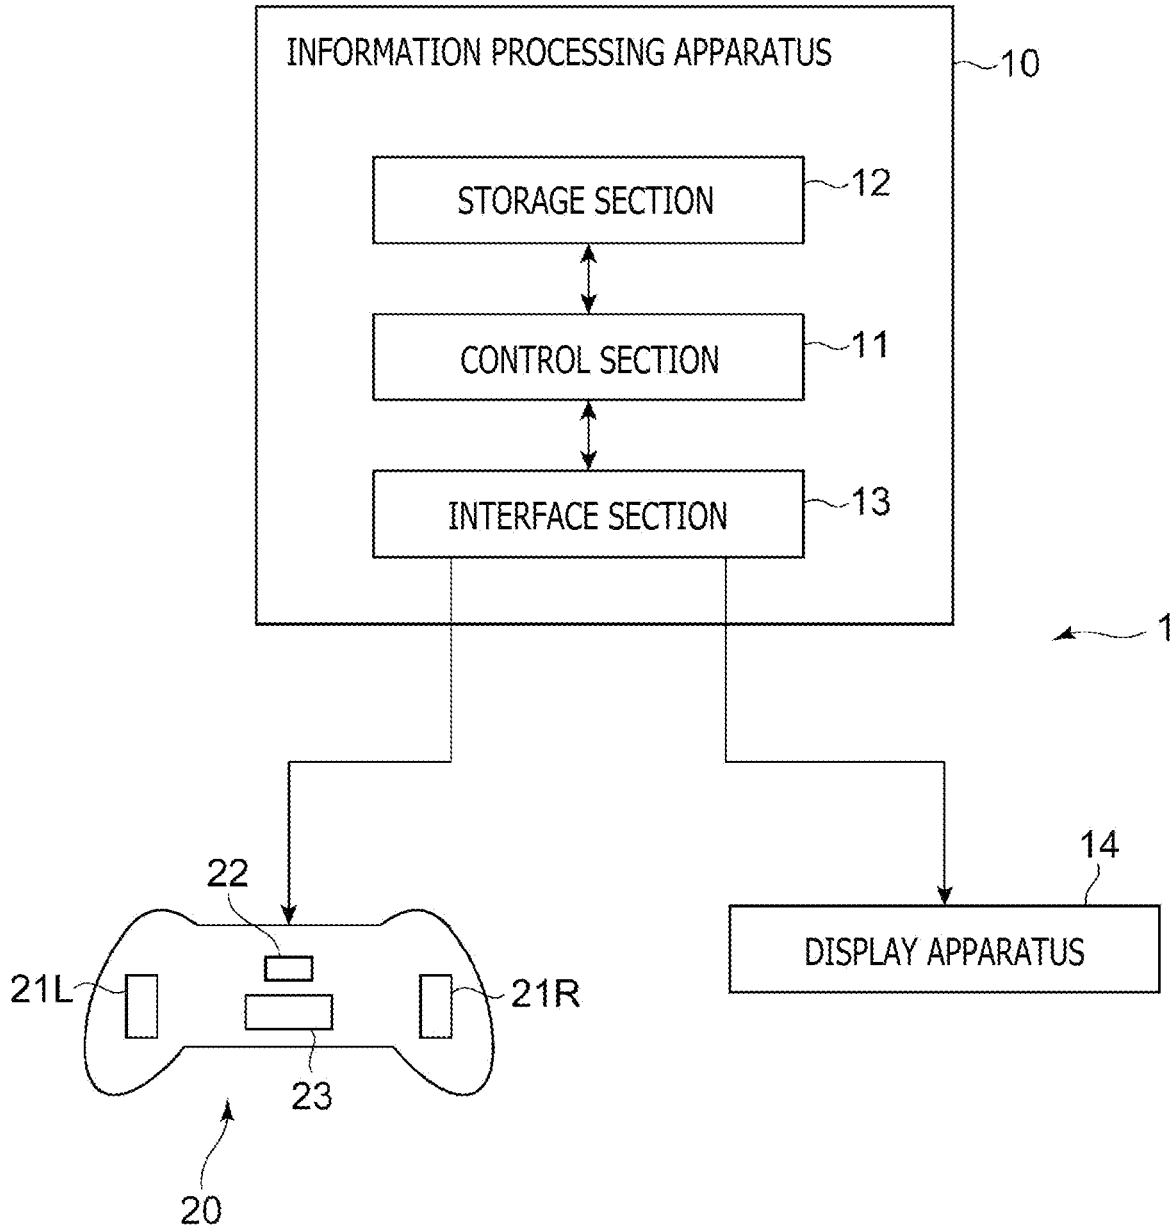 INFORMATION PROCESSING APPARATUS
10
STORAGE SECTION
12
CONTROL SECTION
11
INTERFACE SECTION
13
1
14
DISPLAY APPARATUS
22
21L
21R
23
20